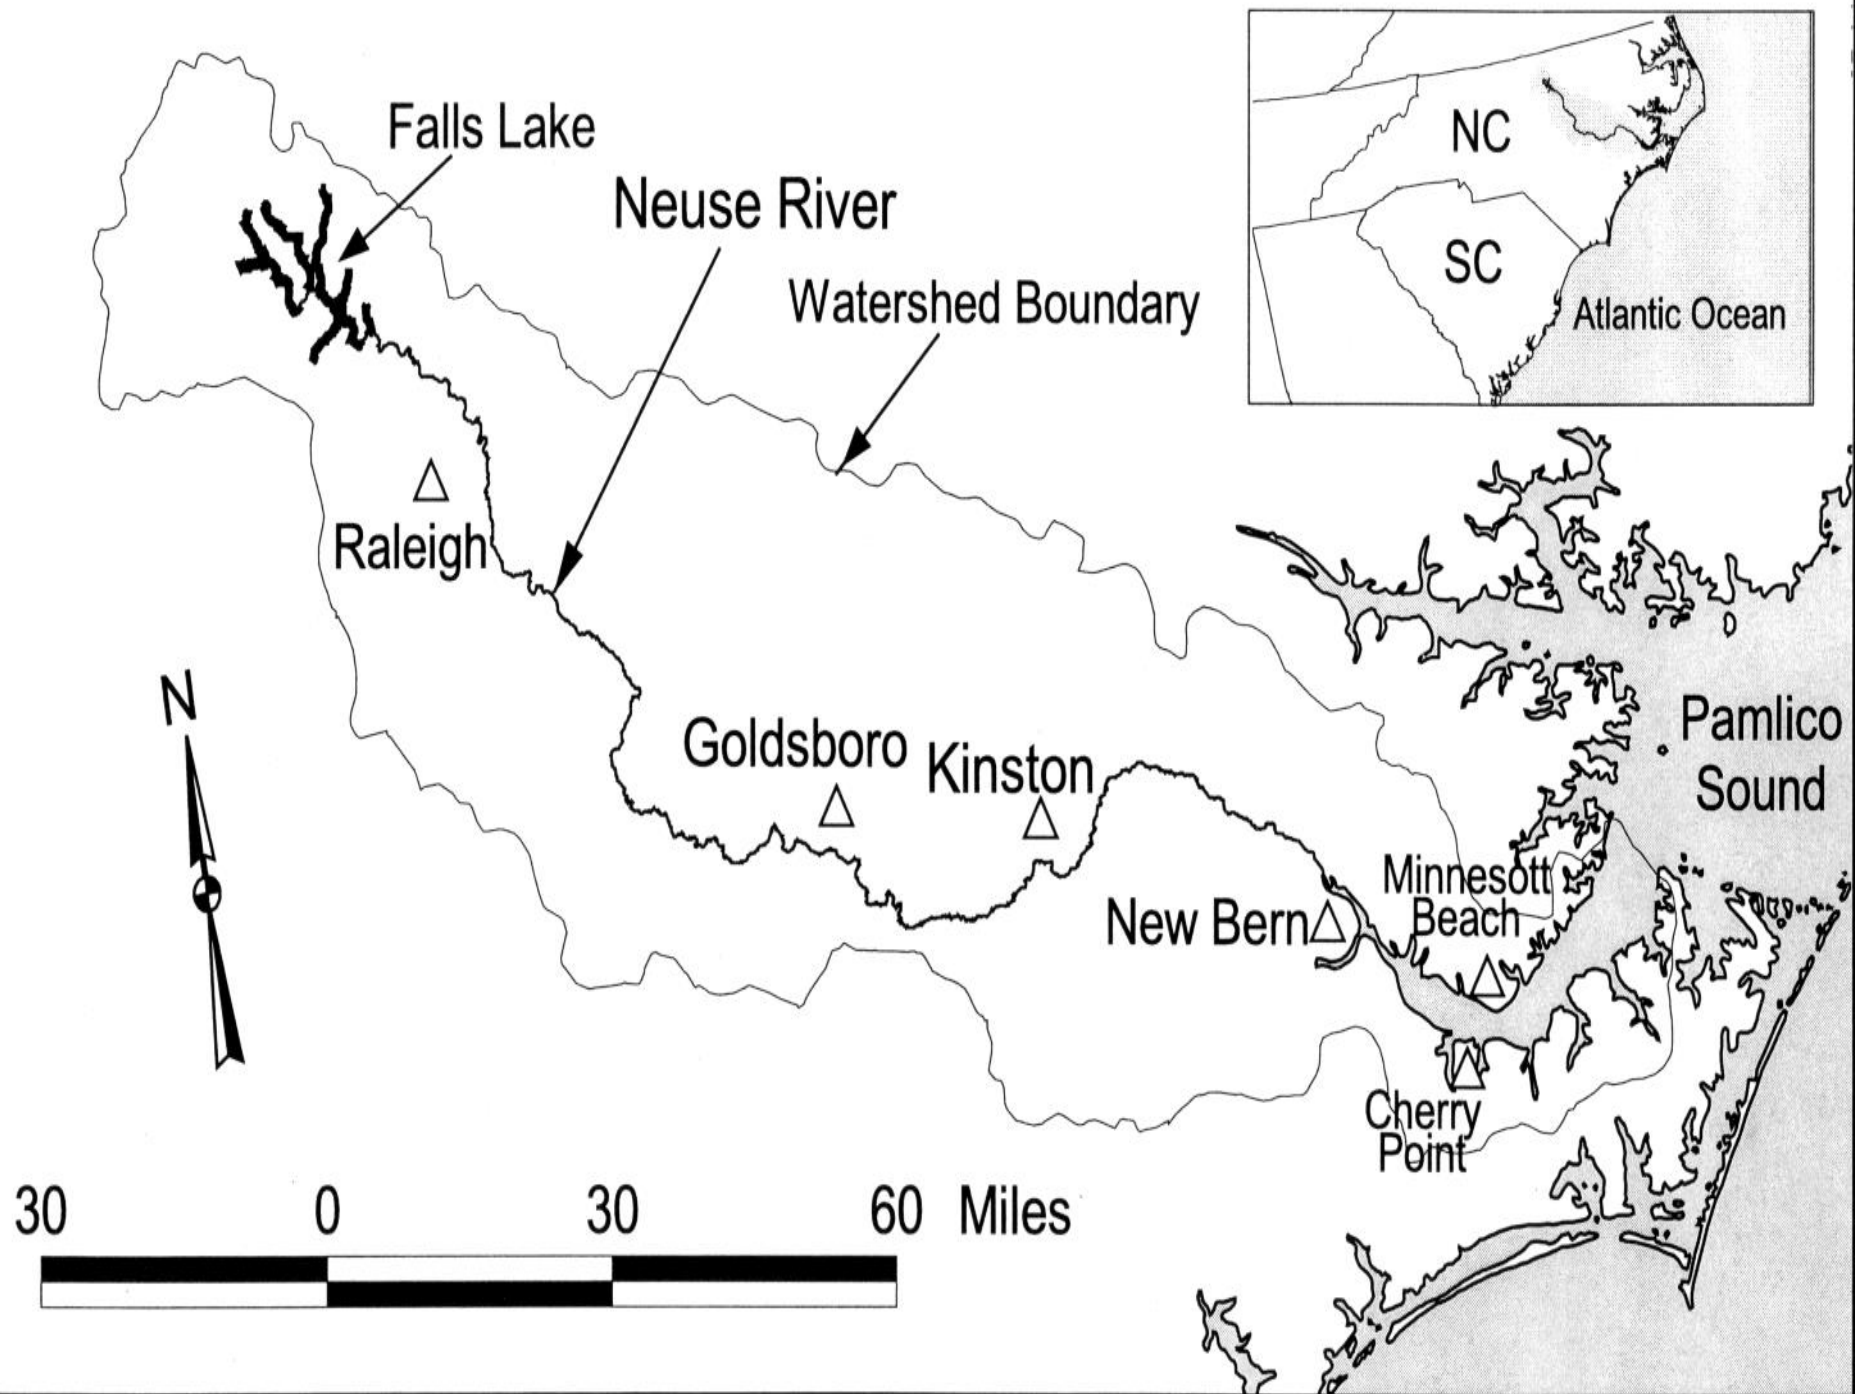 Falls Lake
Neuse River
Watershed Boundary
NC
SC
Atlantic Ocean
Raleigh
N
Goldsboro
Kinston
Pamlico
Sound
Minnesott
Beach
New Bern
Cherry
Point
30 0 30 60 Miles